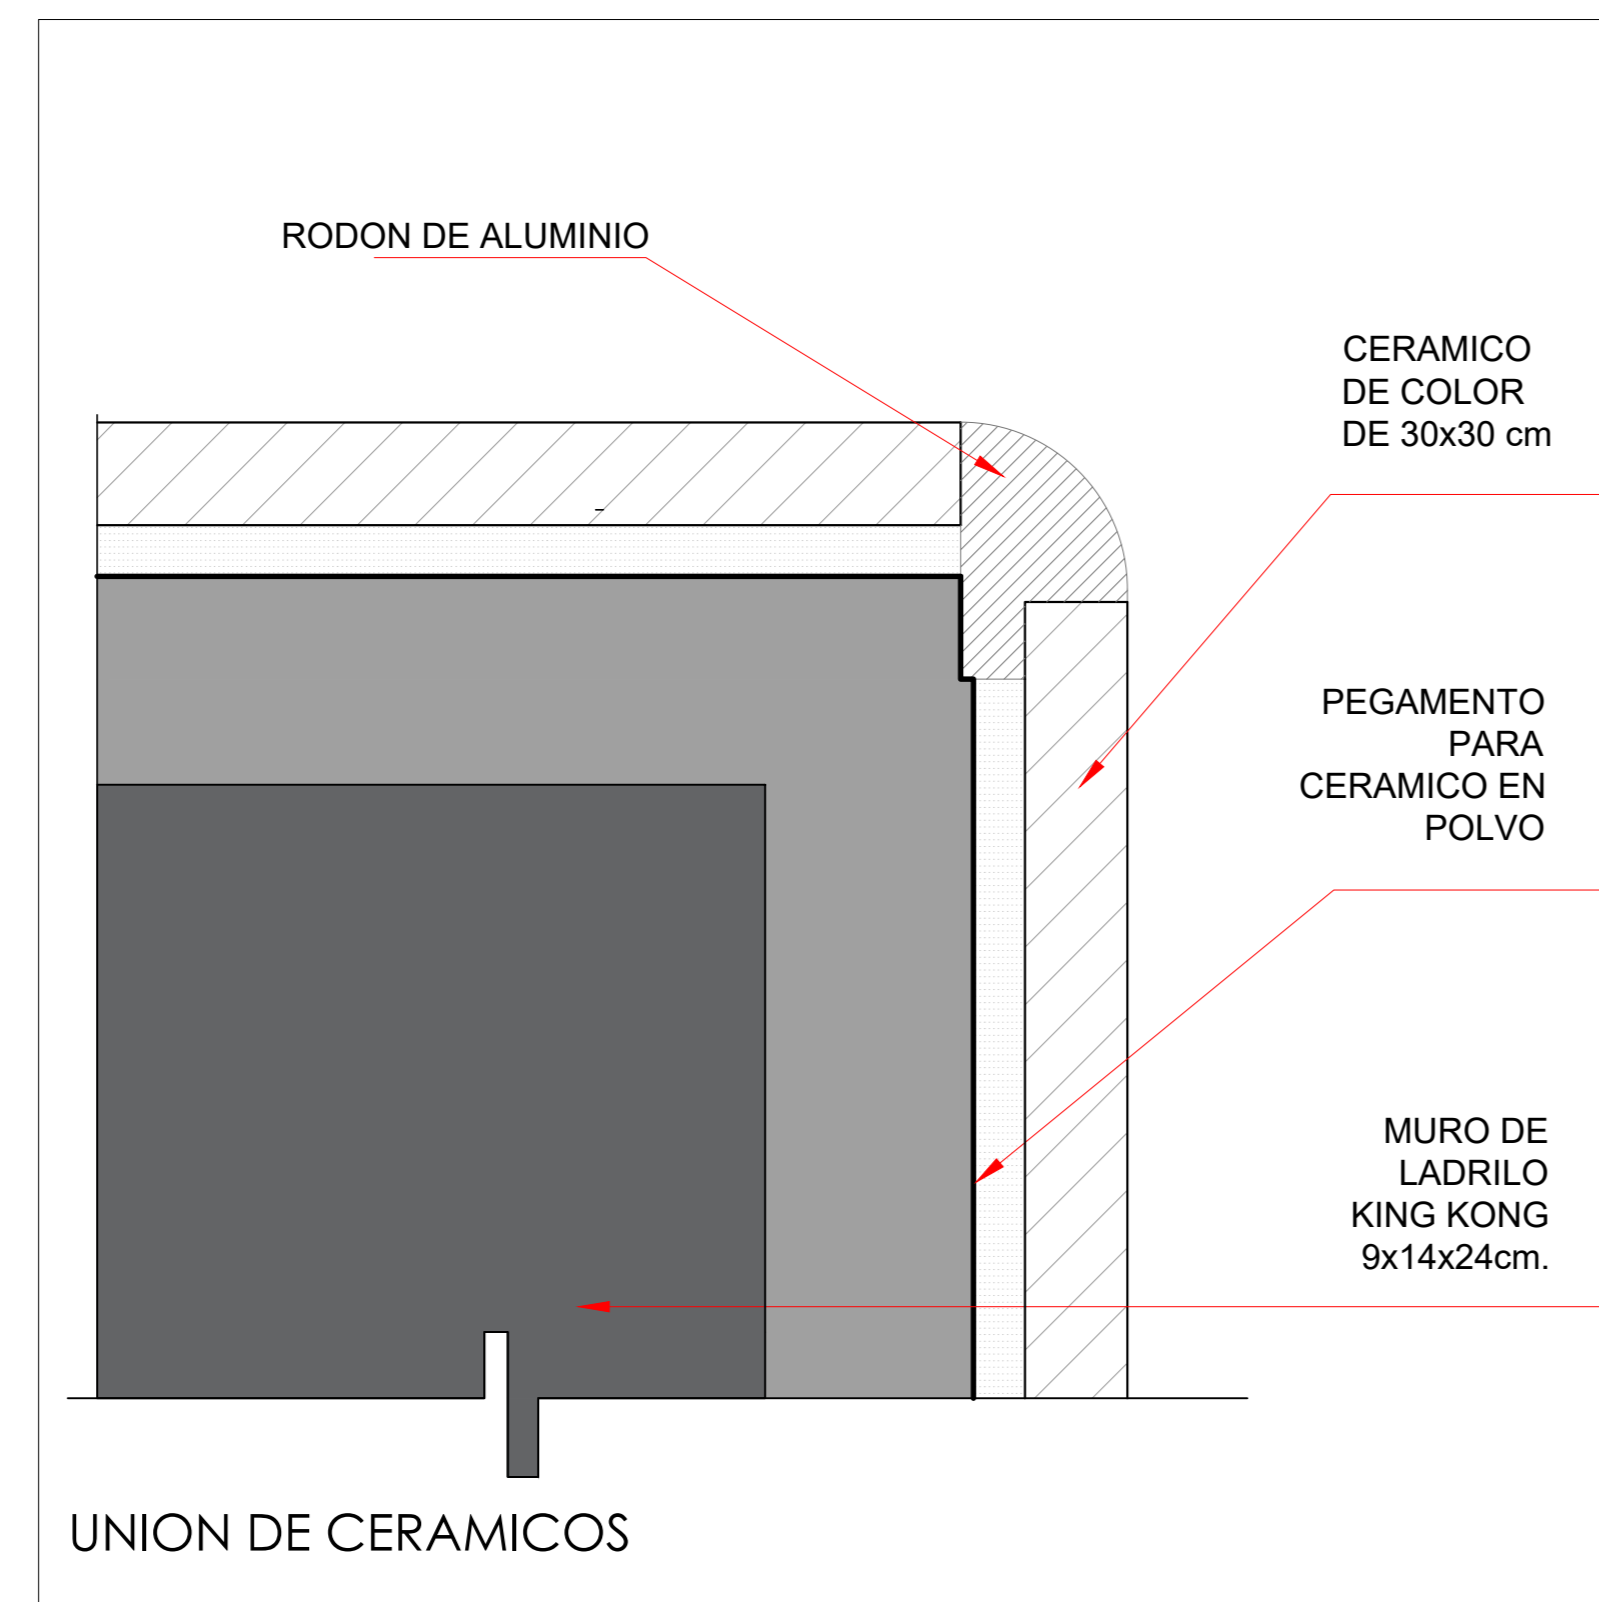 RODON DE ALUMINIO
CERAMICO
DE COLOR
DE 30x30 cm
PEGAMENTO
PARA
CERAMICO EN
POLVO
MURO DE
LADRILO
KING KONG
9x14x24cm.
UNION DE CERAMICOS